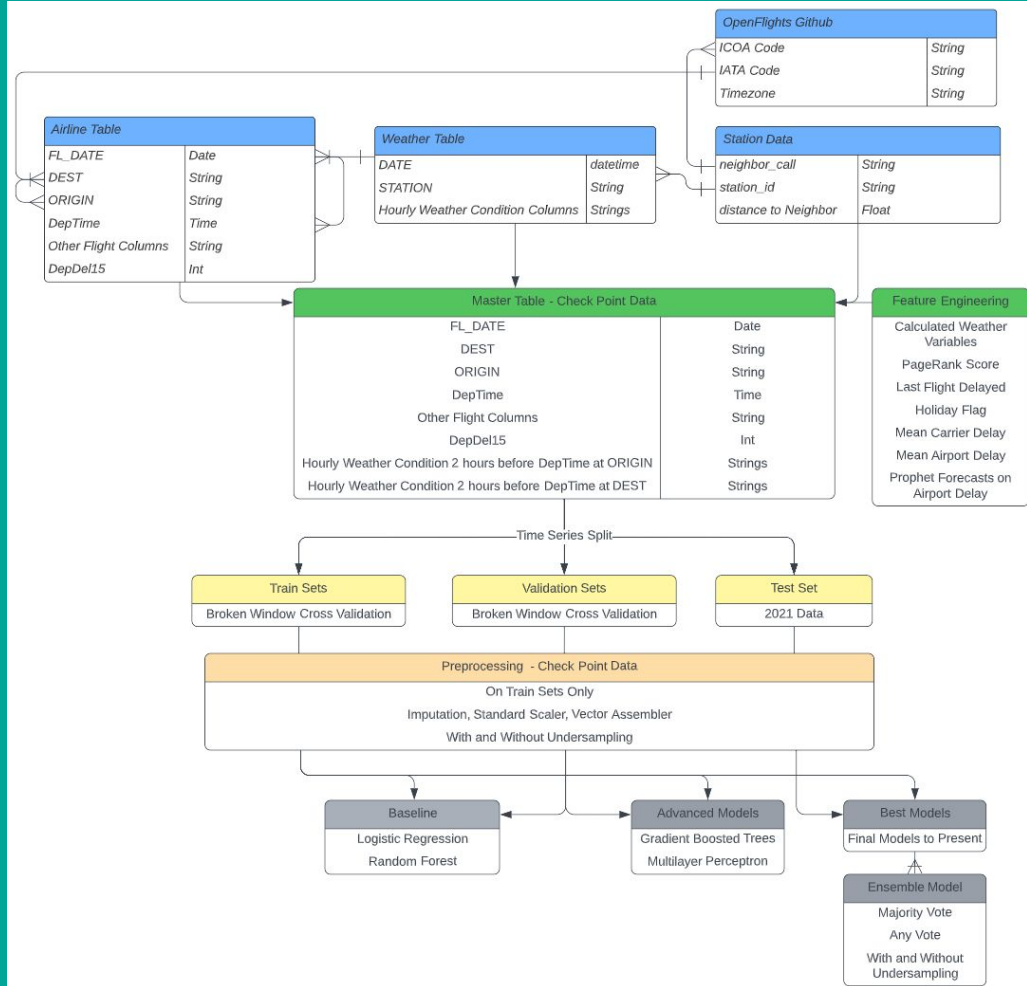 OpenFlights Github
ICOA Code String
IATA Code String
Timezone String
Airline Table
FL_DATE Date
DEST String
ORIGIN String
DepTime Time
Other Flight Columns String
DepDel15 Int
Weather Table
DATE datetime
STATION String
Hourly Weather Condition Columns Strings
Station Data
neighbor_call String
station_id String
distance to Neighbor Float
Master Table - Check Point Data
FL_DATE Date
DEST String
ORIGIN String
DepTime Time
Other Flight Columns String
DepDel15 Int
Hourly Weather Condition 2 hours before DepTime at ORIGIN Strings
Hourly Weather Condition 2 hours before DepTime at DEST Strings
Feature Engineering
Calculated Weather
Variables
PageRank Score
Last Flight Delayed
Holiday Flag
Mean Carrier Delay
Mean Airport Delay
Prophet Forecasts on
Airport Delay
Time Series Split
Train Sets
Broken Window Cross Validation
Validation Sets
Broken Window Cross Validation
Test Set
2021 Data
Preprocessing - Check Point Data
On Train Sets Only
Imputation, Standard Scaler, Vector Assembler
With and Without Undersampling
Baseline
Logistic Regression
Random Forest
Advanced Models
Gradient Boosted Trees
Multilayer Perceptron
Best Models
Final Models to Present
Ensemble Model
Majority Vote
Any Vote
With and Without
Undersampling